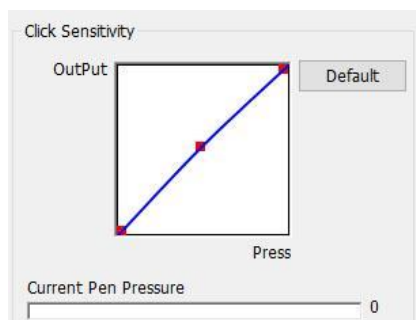 Click Sensitivity
OutPut
Default
Press
Current Pen Pressure
0